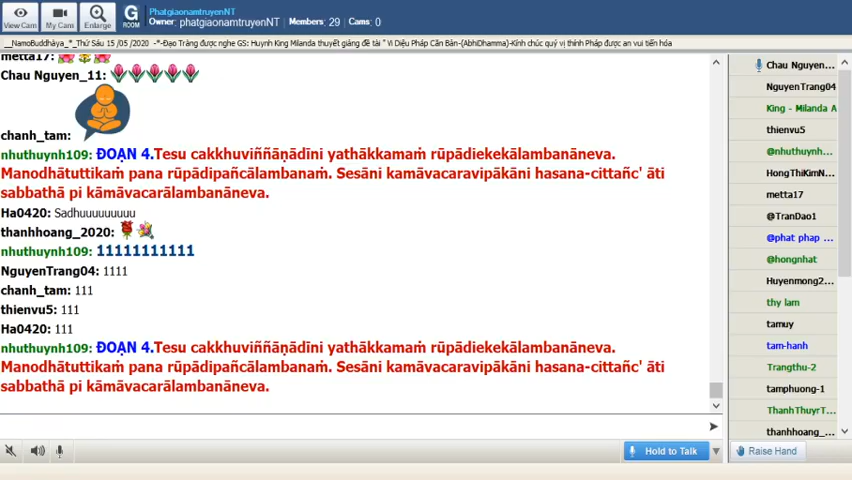 View Cam
My Cam
Enlarge
G
ROOM
PhatgiaonamtruyenNT
Owner: phatgiaonamtruyenNT Members: 29 Cams: 0
__NamoBuddhàya_*_Thứ Sáu 15 /05 /2020 -*-Đạo Tràng được nghe GS: Huynh King Milanda thuyết giảng đề tài " Vi Diệu Pháp Căn Bản-(AbhiDhamma)-Kính chúc quý vị thính Pháp được an vui tiến hóa
metta17:
Chau Nguyen_11:
chanh_tam:
nhuthuynh109: ĐOẠN 4.Tesu cakkhuviññāṇādīni yathākkamaṁ rūpādiekekālambanāneva.
Manodhātuttikaṁ pana rūpādipañcālambanaṁ. Sesāni kamāvacaravipākāni hasana-cittañc' āti
sabbathā pi kāmāvacarālambanāneva.
Ha0420: Sadhuuuuuuuuu
thanhhoang_2020:
nhuthuynh109: 11111111111
NguyenTrang04: 1111
chanh_tam: 111
thienvu5: 111
Ha0420: 111
nhuthuynh109: ĐOẠN 4.Tesu cakkhuviññāṇādīni yathākkamaṁ rūpādiekekālambanāneva.
Manodhātuttikaṁ pana rūpādipañcālambanaṁ. Sesāni kamāvacaravipākāni hasana-cittañc' āti
sabbathā pi kāmāvacarālambanāneva.
Chau Nguyen...
NguyenTrang04
King - Milanda A
thienvu5
@nhuthuynh...
HongThiKimN...
metta17
@TranDao1
@phat phap ...
@hongnhat
Huyenmong2...
thy lam
tamuy
tam-hanh
Trangthu-2
tamphuong-1
ThanhThuyrT...
thanhhoang_...
Hold to Talk
Raise Hand